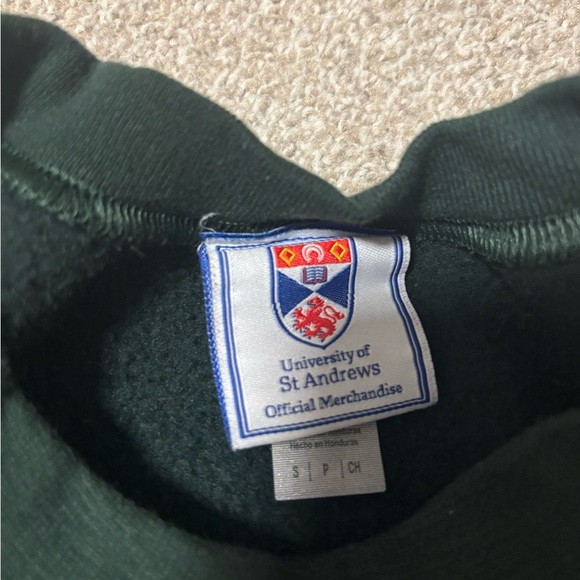 University of
St Andrews
Official Merchandise
Hecho en Honduras
S | P | CH